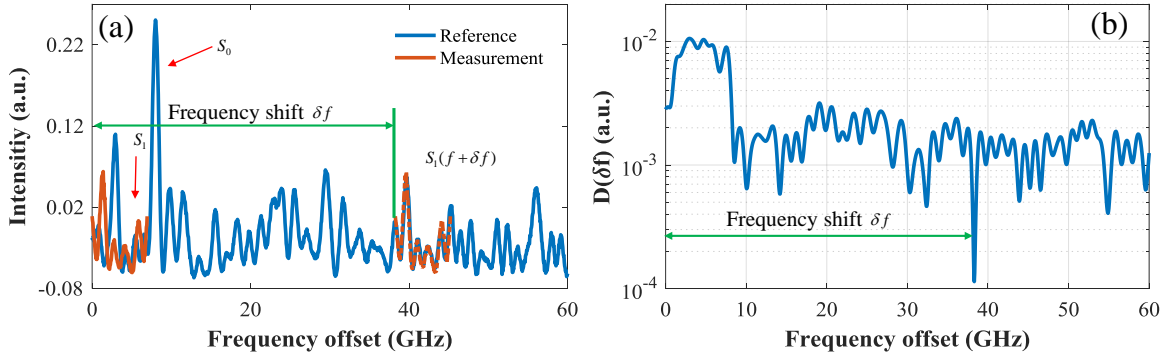 (a)
S0
Reference
Measurement
Frequency shift δf
S1
S1(f+δf)
0.22
0.12
0.02
-0.08
0
20
40
60
Intensitiy (a.u.)
Frequency offset (GHz)
(b)
10-2
10-3
10-4
Frequency shift δf
0
10
20
30
40
50
60
D(δf) (a.u.)
Frequency offset (GHz)